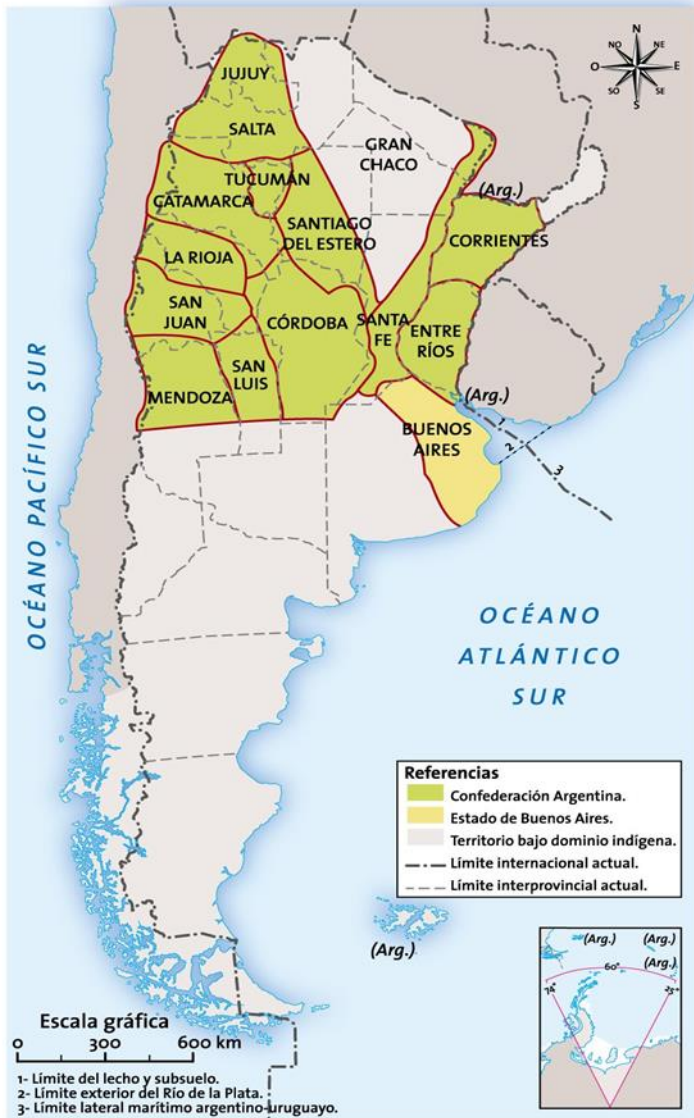 N
NO
NE
O
E
SO
SE
S
JUJUY
SALTA
GRAN
CHACO
TUCUMÁN
CATAMARCA
(Arg.)
SANTIAGO
DEL ESTERO
CORRIENTES
LA RIOJA
SAN
JUAN
CÓRDOBA
SANTA
FE
ENTRE
RÍOS
SAN
LUIS
MENDOZA
(Arg.)
1
2
3
BUENOS
AIRES
OCÉANO PACÍFICO SUR
OCÉANO
ATLÁNTICO
SUR
Referencias
Confederación Argentina.
Estado de Buenos Aires.
Territorio bajo dominio indígena.
Límite internacional actual.
Límite interprovincial actual.
(Arg.)
(Arg.)
(Arg.)
(Arg.)
60°
74°
25°
Escala gráfica
0 300 600 km
1- Límite del lecho y subsuelo.
2- Límite exterior del Río de la Plata.
3- Límite lateral marítimo argentino-uruguayo.